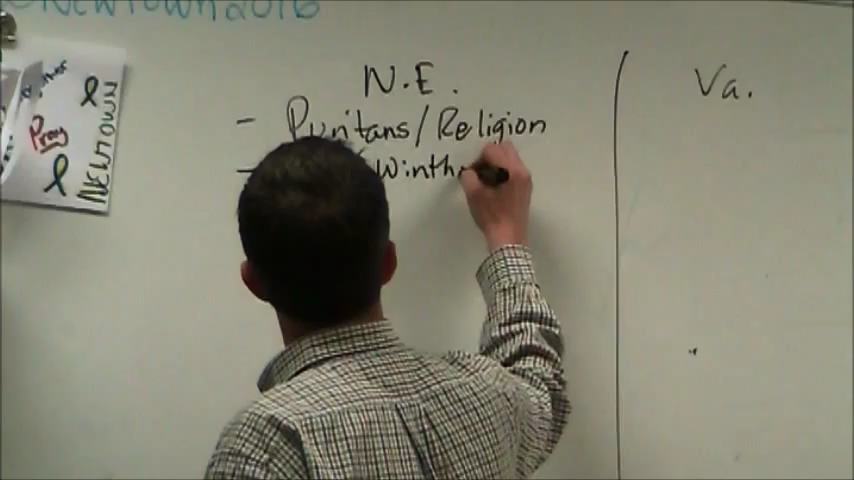 NEWTOWN2016
Pray
NEWTOWN
N.E.
Va.
- Puritans/Religion
- Winth